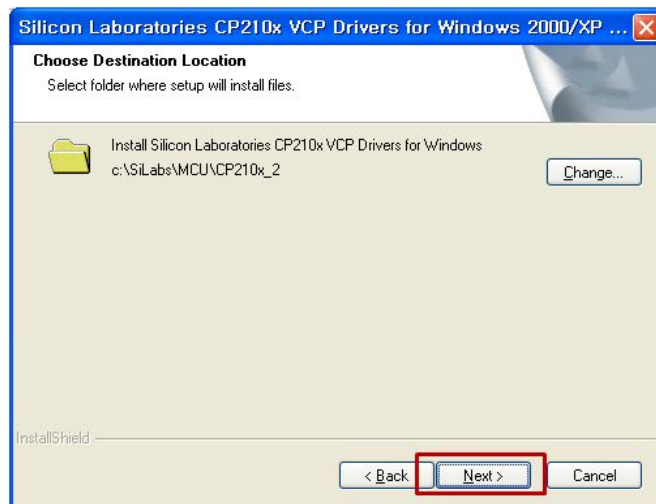 Silicon Laboratories CP210x VCP Drivers for Windows 2000/XP ...
Choose Destination Location
Select folder where setup will install files.
Install Silicon Laboratories CP210x VCP Drivers for Windows
c:\SiLabs\MCU\CP210x_2
Change...
InstallShield
< Back
Next >
Cancel